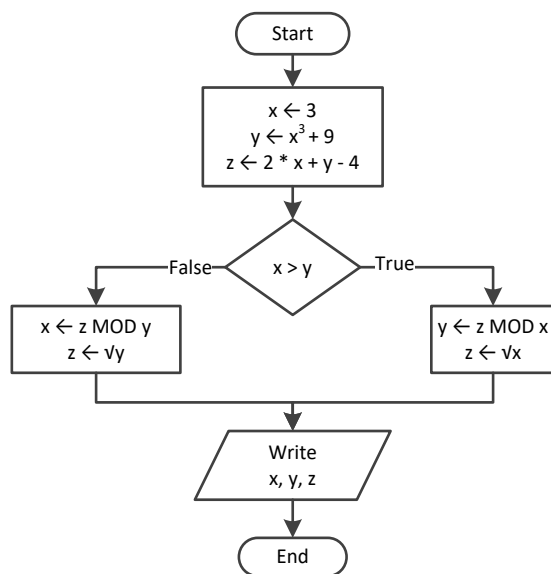 Start
x ← 3
y ← x³ + 9
z ← 2 * x + y - 4
x > y
False
True
x ← z MOD y
z ← √y
y ← z MOD x
z ← √x
Write
x, y, z
End